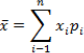 x̄ = ∑_{i−1}^{n} x_i p_i